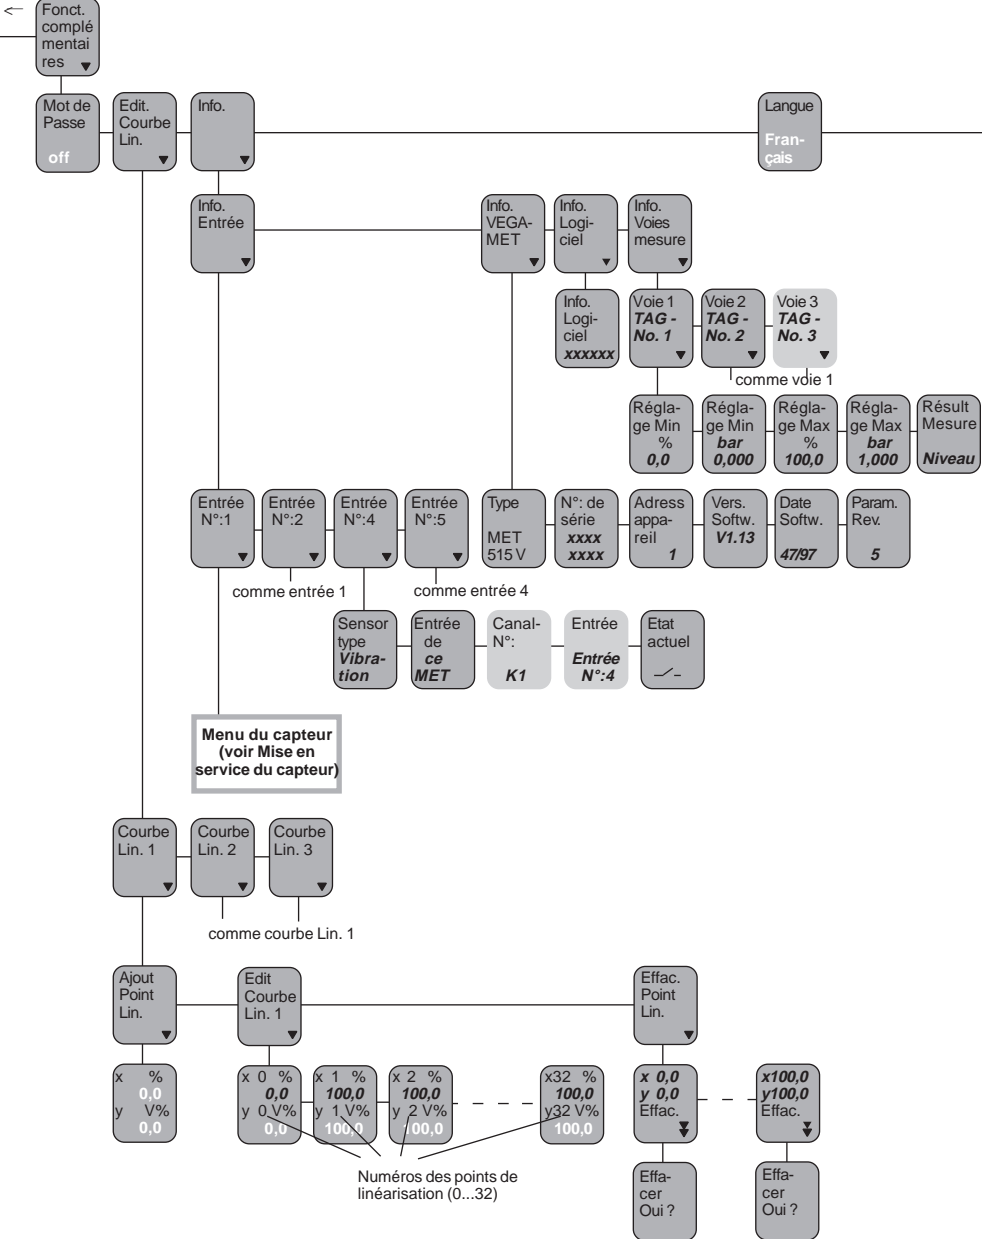 ←
Fonct.
complé
mentai
res
Mot de
Passe
off
Edit.
Courbe
Lin.
Info.
Langue
Fran-
çais
Info.
Entrée
Info.
VEGA-
MET
Info.
Logi-
ciel
Info.
Voies
mesure
Info.
Logi-
ciel
xxxxxx
Voie 1
TAG -
No. 1
Voie 2
TAG -
No. 2
Voie 3
TAG -
No. 3
comme voie 1
Régla-
ge Min
%
0,0
Régla-
ge Min
bar
0,000
Régla-
ge Max
%
100,0
Régla-
ge Max
bar
1,000
Résult
Mesure
Niveau
Entrée
N°:1
Entrée
N°:2
Entrée
N°:4
Entrée
N°:5
Type
MET
515 V
N°: de
série
xxxx
xxxx
Adress
appa-
reil
1
Vers.
Softw.
V1.13
Date
Softw.
47/97
Param.
Rev.
5
comme entrée 1
comme entrée 4
Sensor
type
Vibra-
tion
Entrée
de
ce
MET
Canal-
N°:
K1
Entrée
Entrée
N°:4
Etat
actuel
Menu du capteur
(voir Mise en
service du capteur)
Courbe
Lin. 1
Courbe
Lin. 2
Courbe
Lin. 3
comme courbe Lin. 1
Ajout
Point
Lin.
Edit
Courbe
Lin. 1
Effac.
Point
Lin.
x %
0,0
y V%
0,0
x 0 %
0,0
y 0 V%
0,0
x 1 %
100,0
y 1 V%
100,0
x 2 %
100,0
y 2 V%
100,0
x32 %
100,0
y32 V%
100,0
x 0,0
y 0,0
Effac.
x100,0
y100,0
Effac.
Numéros des points de
linéarisation (0...32)
Effa-
cer
Oui ?
Effa-
cer
Oui ?